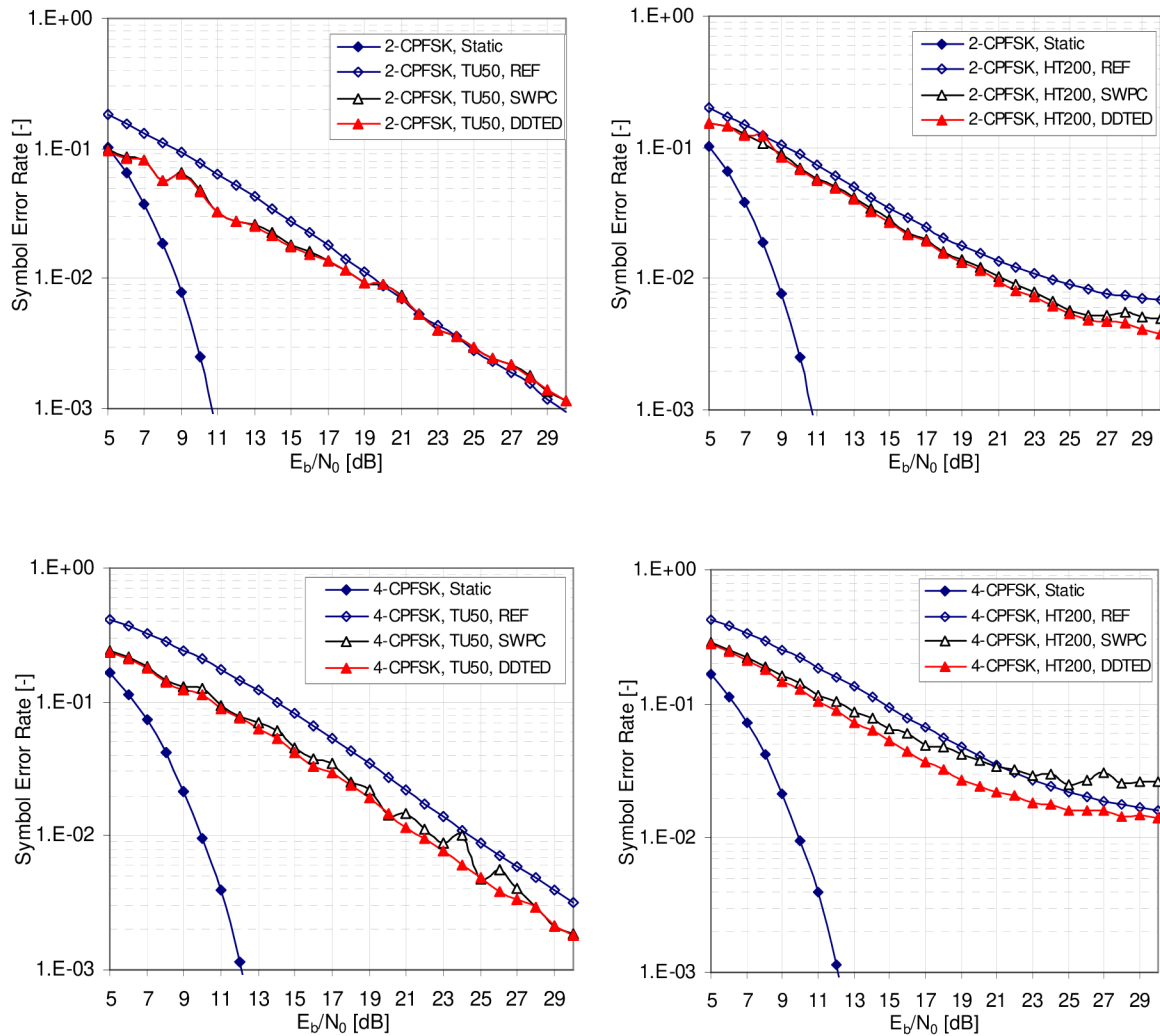 1.E+00
1.E-01
1.E-02
1.E-03
Symbol Error Rate [-]
2-CPFSK, Static
2-CPFSK, TU50, REF
2-CPFSK, TU50, SWPC
2-CPFSK, TU50, DDTED
5 7 9 11 13 15 17 19 21 23 25 27 29
Eb/N0 [dB]
1.E+00
1.E-01
1.E-02
1.E-03
Symbol Error Rate [-]
2-CPFSK, Static
2-CPFSK, HT200, REF
2-CPFSK, HT200, SWPC
2-CPFSK, HT200, DDTED
5 7 9 11 13 15 17 19 21 23 25 27 29
Eb/N0 [dB]
1.E+00
1.E-01
1.E-02
1.E-03
Symbol Error Rate [-]
4-CPFSK, Static
4-CPFSK, TU50, REF
4-CPFSK, TU50, SWPC
4-CPFSK, TU50, DDTED
5 7 9 11 13 15 17 19 21 23 25 27 29
Eb/N0 [dB]
1.E+00
1.E-01
1.E-02
1.E-03
Symbol Error Rate [-]
4-CPFSK, Static
4-CPFSK, HT200, REF
4-CPFSK, HT200, SWPC
4-CPFSK, HT200, DDTED
5 7 9 11 13 15 17 19 21 23 25 27 29
Eb/N0 [dB]